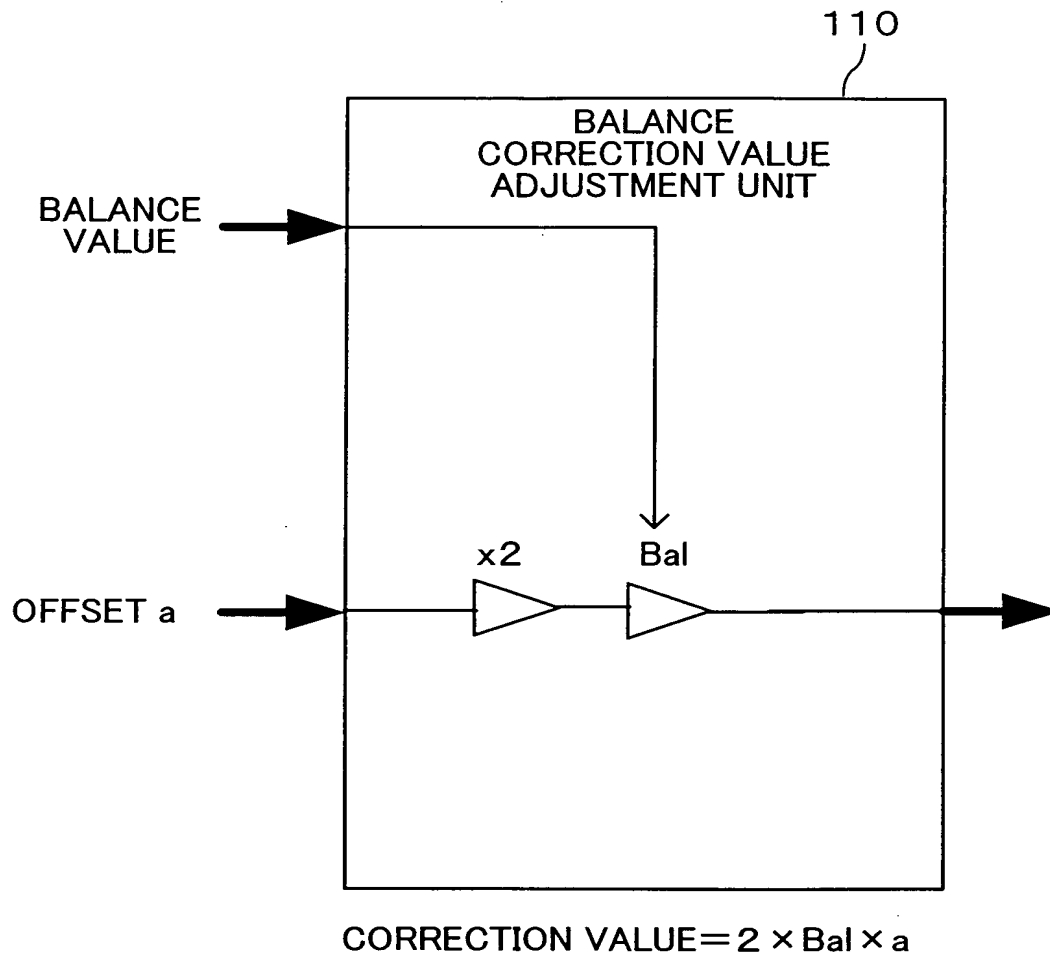 110
BALANCE
CORRECTION VALUE
ADJUSTMENT UNIT
BALANCE
VALUE
x2
Bal
OFFSET a
CORRECTION VALUE=2×Bal×a